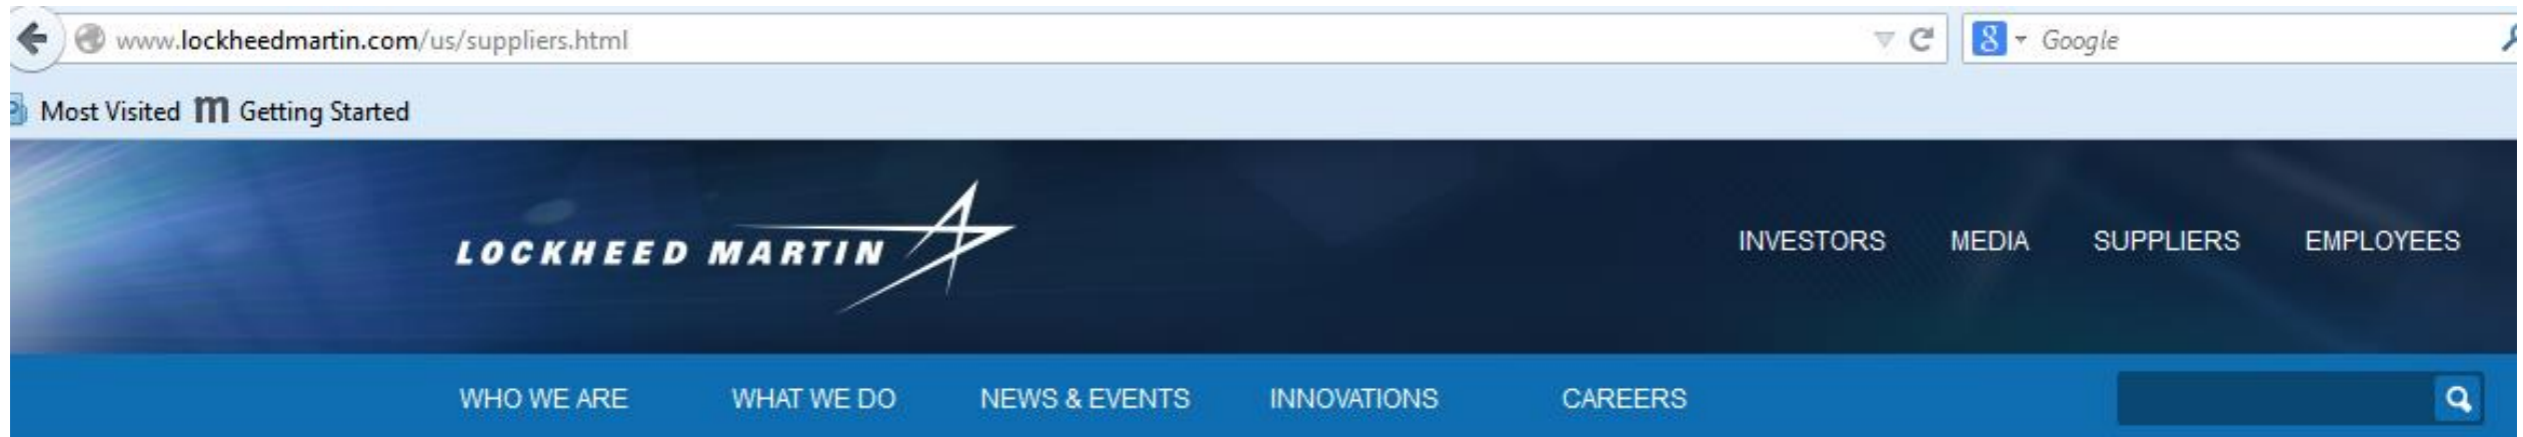 www.lockheedmartin.com/us/suppliers.html
8 Google
Most Visited m Getting Started
LOCKHEED MARTIN
INVESTORS MEDIA SUPPLIERS EMPLOYEES
WHO WE ARE WHAT WE DO NEWS & EVENTS INNOVATIONS CAREERS